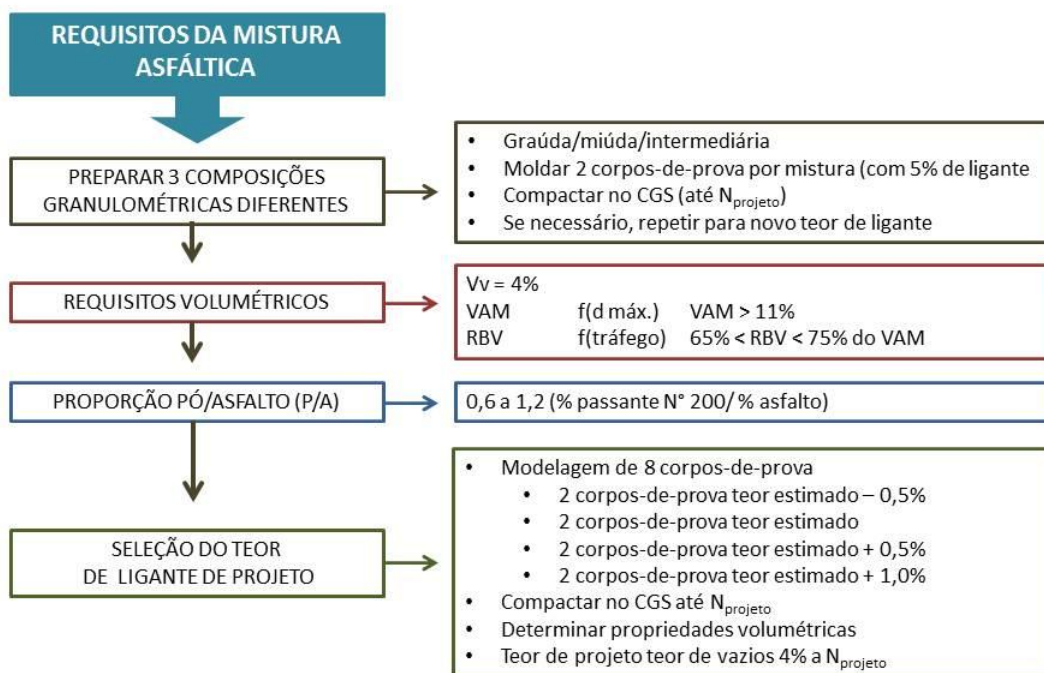 REQUISITOS DA MISTURA
ASFÁLTICA
PREPARAR 3 COMPOSIÇÕES
GRANULOMÉTRICAS DIFERENTES
• Graúda/miúda/intermediária
• Moldar 2 corpos-de-prova por mistura (com 5% de ligante
• Compactar no CGS (até Nprojeto)
• Se necessário, repetir para novo teor de ligante
REQUISITOS VOLUMÉTRICOS
Vv = 4%
VAM f(d máx.) VAM > 11%
RBV f(tráfego) 65% < RBV < 75% do VAM
PROPORÇÃO PÓ/ASFALTO (P/A)
0,6 a 1,2 (% passante N° 200/ % asfalto)
SELEÇÃO DO TEOR
DE LIGANTE DE PROJETO
• Modelagem de 8 corpos-de-prova
• 2 corpos-de-prova teor estimado – 0,5%
• 2 corpos-de-prova teor estimado
• 2 corpos-de-prova teor estimado + 0,5%
• 2 corpos-de-prova teor estimado + 1,0%
• Compactar no CGS até Nprojeto
• Determinar propriedades volumétricas
• Teor de projeto teor de vazios 4% a Nprojeto